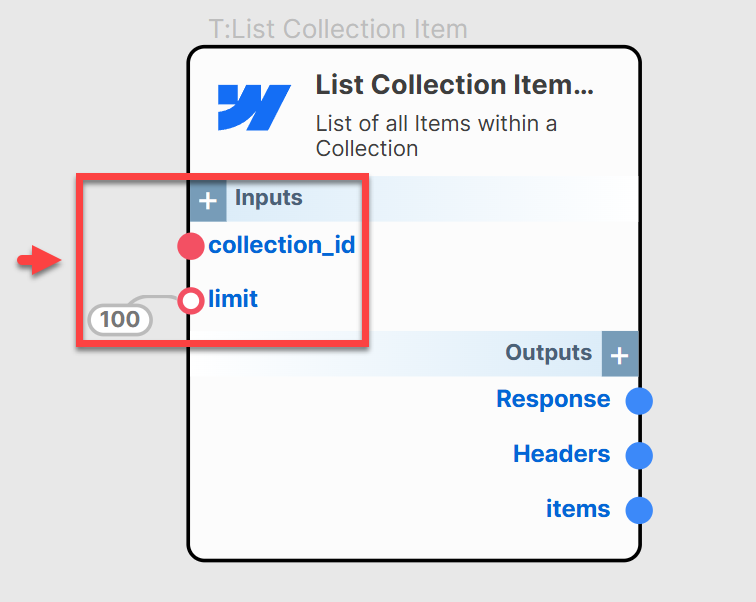 T:List Collection Item
List Collection Item...
List of all Items within a
Collection
+ Inputs
collection_id
limit
100
Outputs +
Response
Headers
items